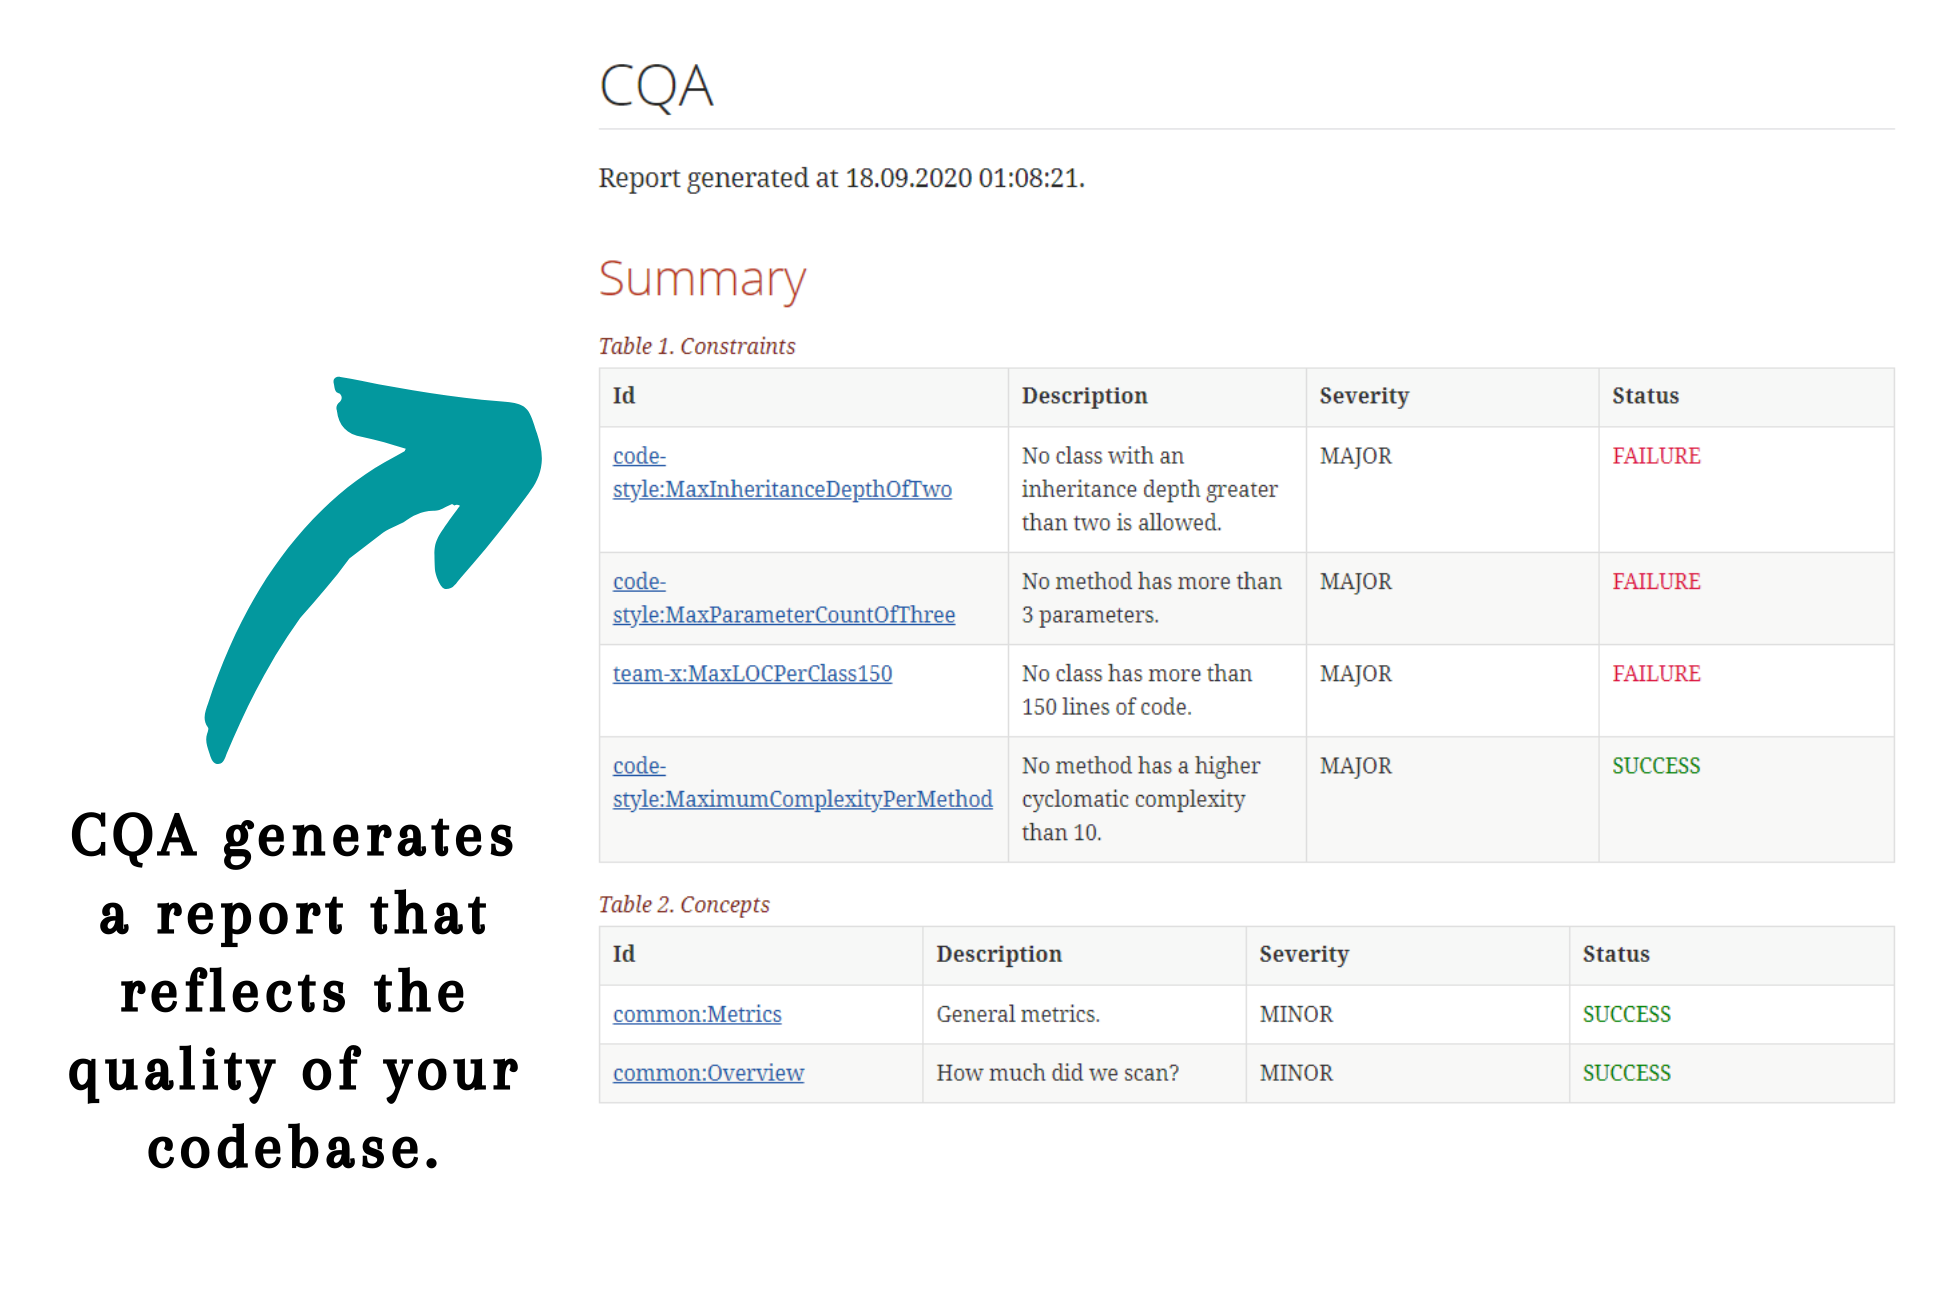 CQA
Report generated at 18.09.2020 01:08:21.
Summary
Table 1. Constraints
Id Description Severity Status
code-
style:MaxInheritanceDepthOfTwo
No class with an
inheritance depth greater
than two is allowed.
MAJOR
FAILURE
code-
style:MaxParameterCountOfThree
No method has more than
3 parameters.
MAJOR
FAILURE
team-x:MaxLOCPerClass150
No class has more than
150 lines of code.
MAJOR
FAILURE
code-
style:MaximumComplexityPerMethod
No method has a higher
cyclomatic complexity
than 10.
MAJOR
SUCCESS
Table 2. Concepts
Id Description Severity Status
common:Metrics General metrics. MINOR SUCCESS
common:Overview How much did we scan? MINOR SUCCESS
CQA generates
a report that
reflects the
quality of your
codebase.